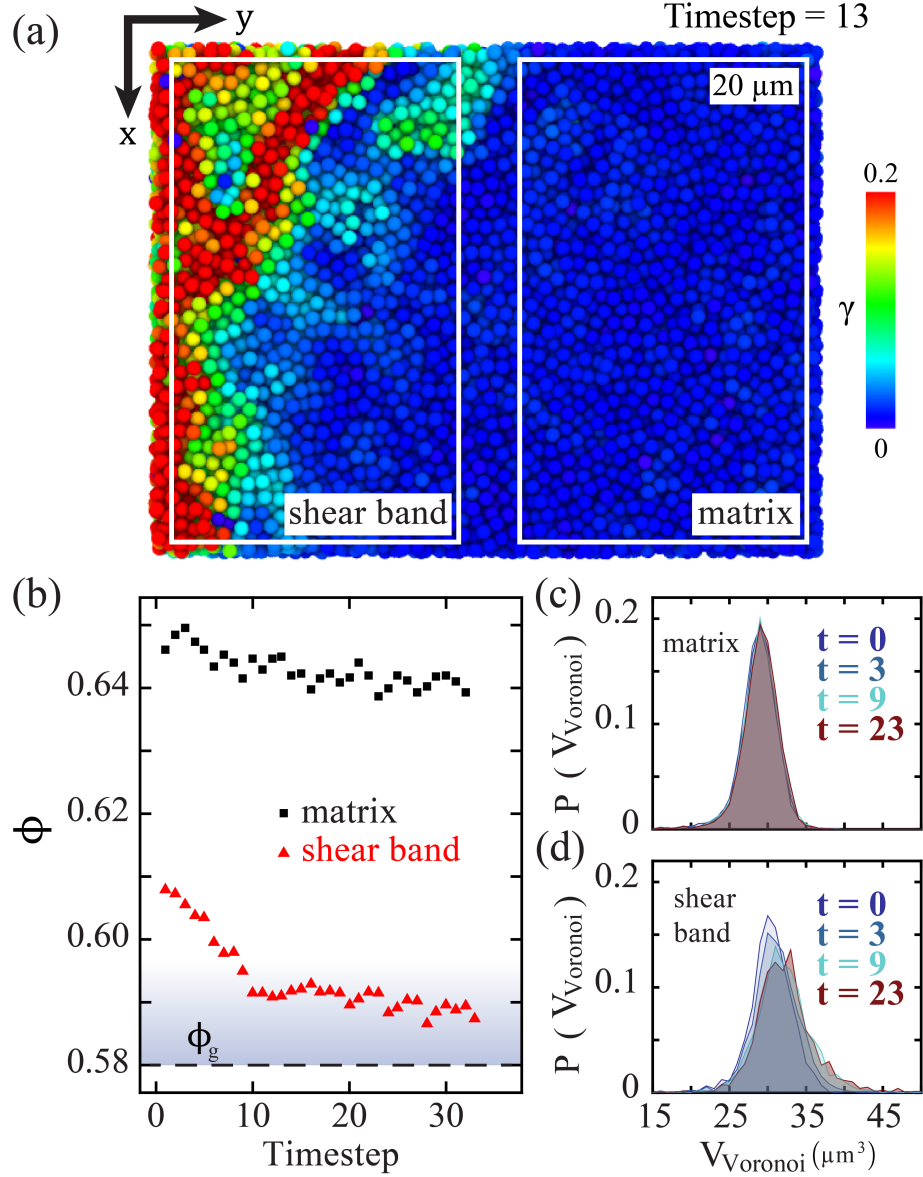 (a)
y
x
Timestep = 13
20 µm
shear band
matrix
0.2
γ
0
(b)
ϕ
0.64
0.62
0.60
0.58
matrix
shear band
ϕg
0 10 20 30
Timestep
(c)
P ( VVoronoi )
0.2
0.1
0
matrix
t = 0
t = 3
t = 9
t = 23
(d)
P ( VVoronoi )
0.2
0.1
0
shear
band
t = 0
t = 3
t = 9
t = 23
15 25 35 45
VVoronoi (µm³)